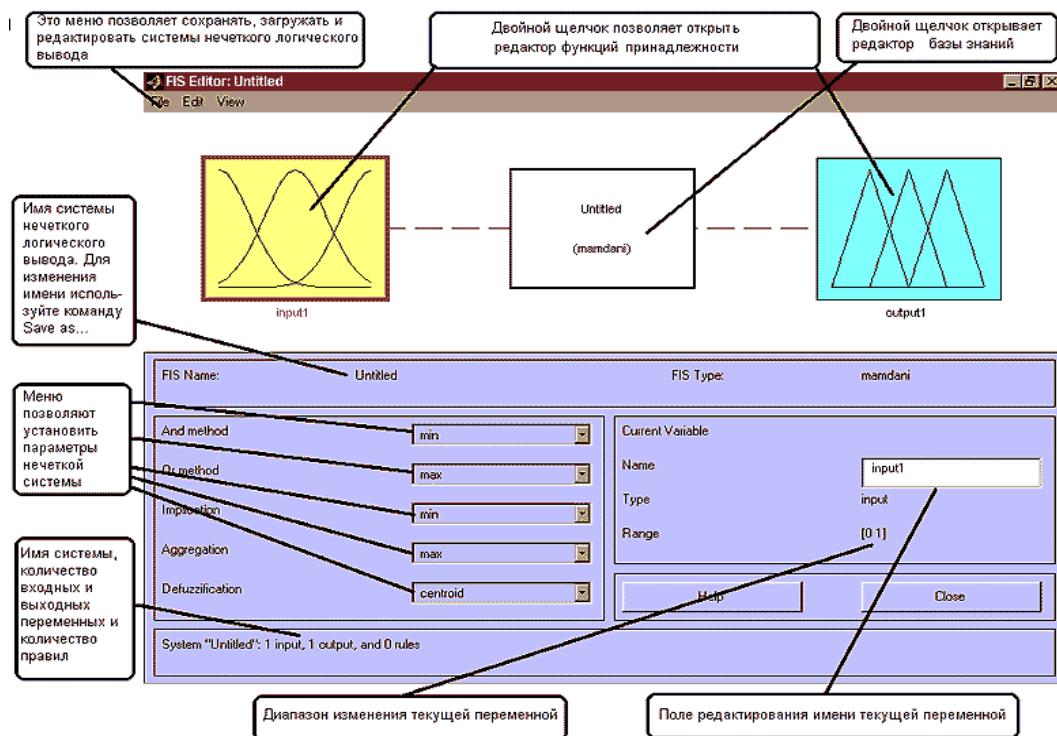 Это меню позволяет сохранять, загружать и
редактировать системы нечеткого логического
вывода
Двойной щелчок позволяет открыть
редактор функций принадлежности
Двойной щелчок открывает
редактор базы знаний
FIS Editor: Untitled
File Edit View
Имя системы
нечеткого
логического
вывода. Для
изменения
имени исполь-
зуйте команду
Save as...
Untitled
(mamdani)
input1
output1
FIS Name:
Untitled
FIS Type:
mamdani
Меню
позволяют
установить
параметры
нечеткой
системы
And method
min
Or method
max
Implication
min
Aggregation
max
Defuzzification
centroid
Current Variable
Name
input1
Type
input
Range
[0 1]
Help
Close
Имя системы,
количество
входных и
выходных
переменных и
количество
правил
System "Untitled": 1 input, 1 output, and 0 rules
Диапазон изменения текущей переменной
Поле редактирования имени текущей переменной